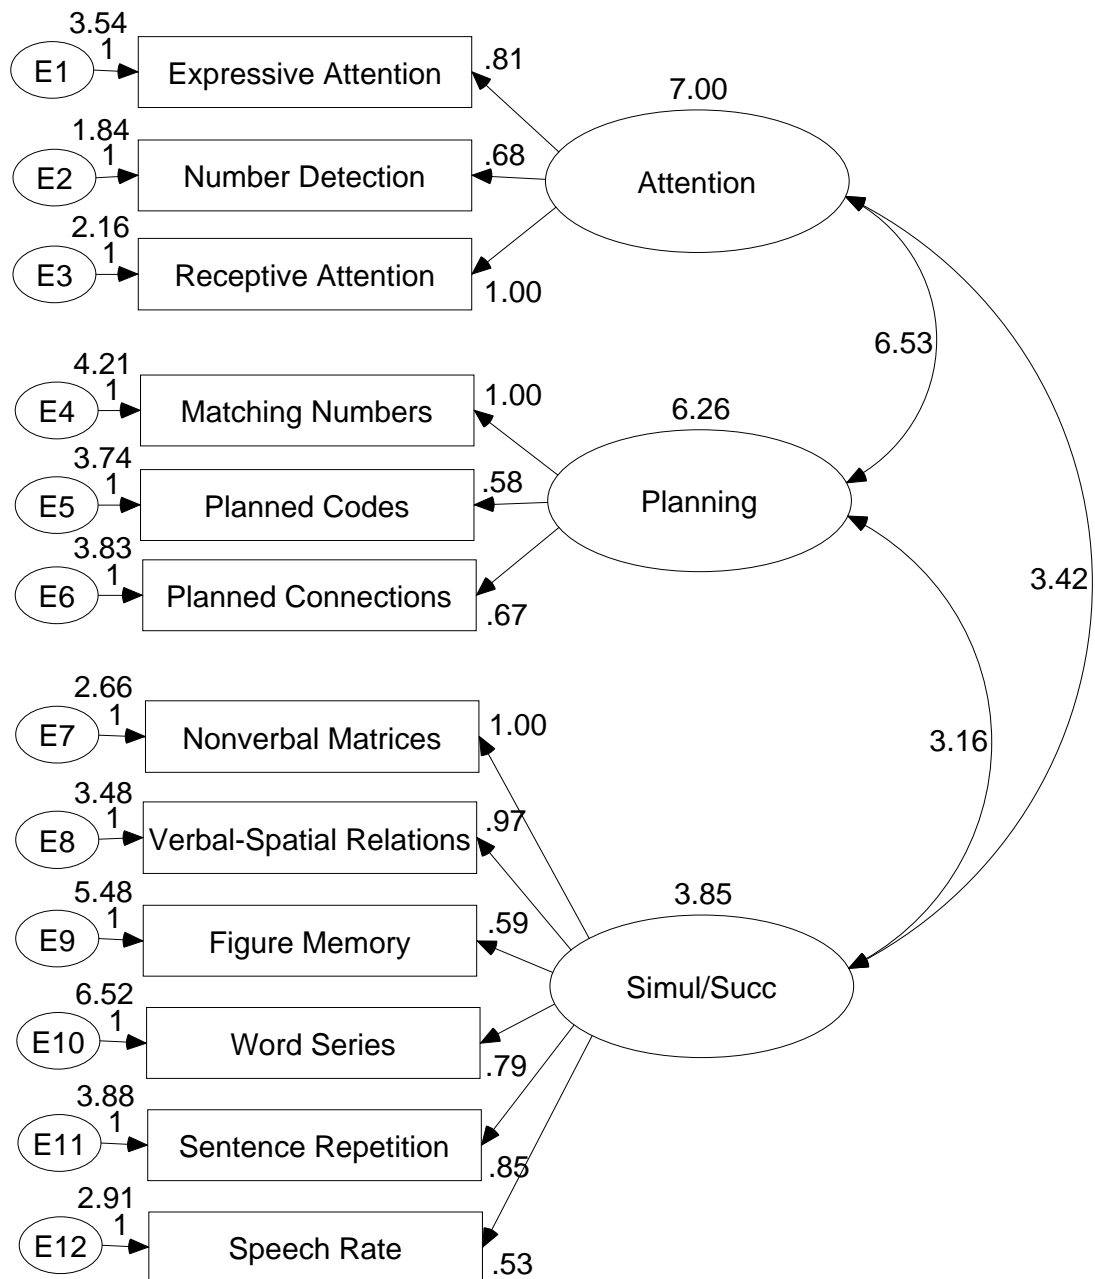 3.54
1
E1
Expressive Attention
.81
7.00
1.84
1
E2
Number Detection
.68
Attention
2.16
1
E3
Receptive Attention
1.00
6.53
4.21
1
E4
Matching Numbers
1.00
6.26
3.74
1
E5
Planned Codes
.58
Planning
3.83
1
E6
Planned Connections
.67
3.42
2.66
1
E7
Nonverbal Matrices
1.00
3.16
3.48
1
E8
Verbal-Spatial Relations
.97
5.48
1
E9
Figure Memory
.59
3.85
6.52
1
E10
Word Series
.79
Simul/Succ
3.88
1
E11
Sentence Repetition
.85
2.91
1
E12
Speech Rate
.53